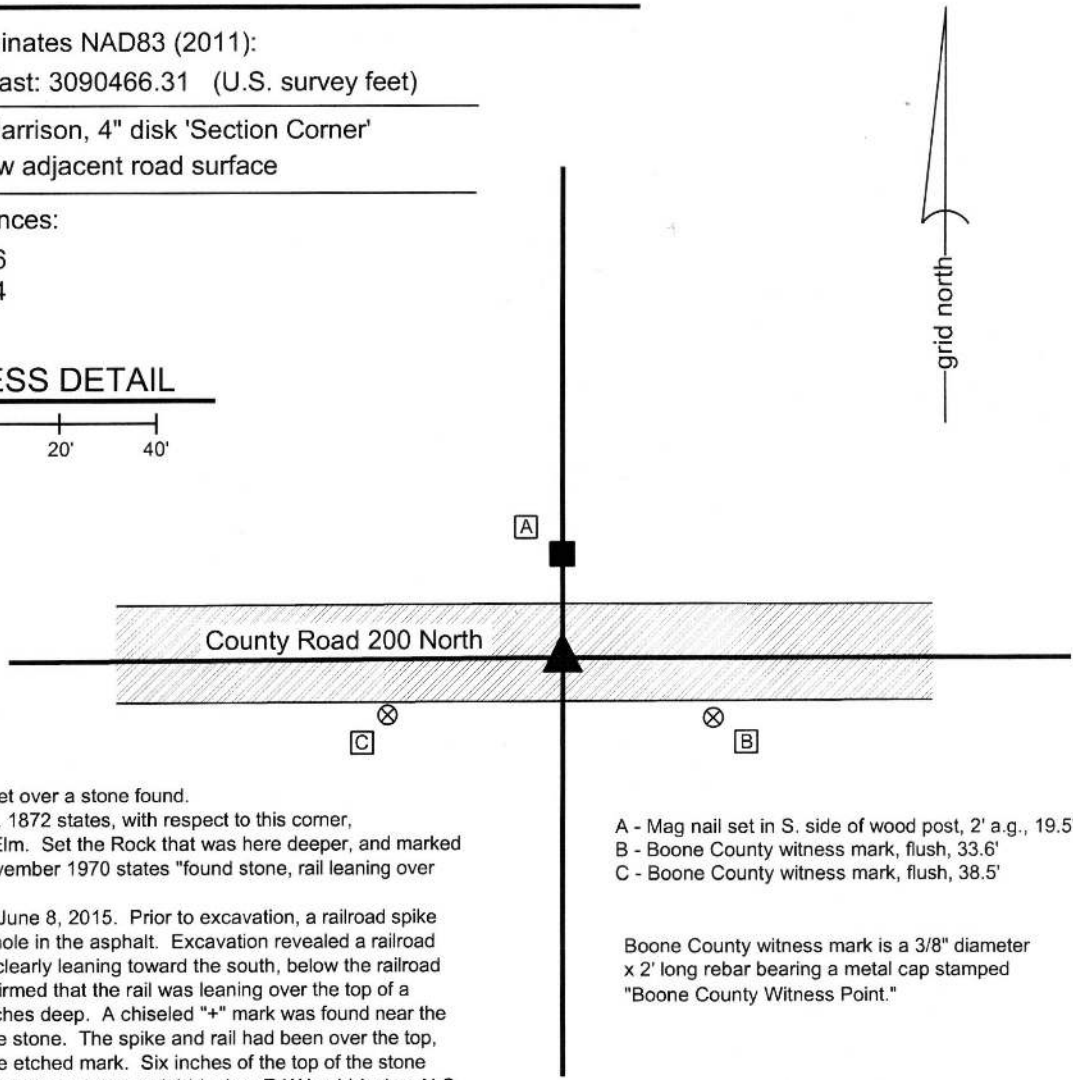 inates NAD83 (2011):
ast: 3090466.31 (U.S. survey feet)
arrison, 4" disk 'Section Corner'
w adjacent road surface
nces:
6
4
ESS DETAIL
20' 40'
grid north
A
County Road 200 North
C
B
et over a stone found.
1872 states, with respect to this corner,
Elm. Set the Rock that was here deeper, and marked
vember 1970 states "found stone, rail leaning over
June 8, 2015. Prior to excavation, a railroad spike
hole in the asphalt. Excavation revealed a railroad
clearly leaning toward the south, below the railroad
irmed that the rail was leaning over the top of a
ches deep. A chiseled "+" mark was found near the
e stone. The spike and rail had been over the top,
e etched mark. Six inches of the top of the stone
A - Mag nail set in S. side of wood post, 2' a.g., 19.5'
B - Boone County witness mark, flush, 33.6'
C - Boone County witness mark, flush, 38.5'
Boone County witness mark is a 3/8" diameter
x 2' long rebar bearing a metal cap stamped
"Boone County Witness Point."